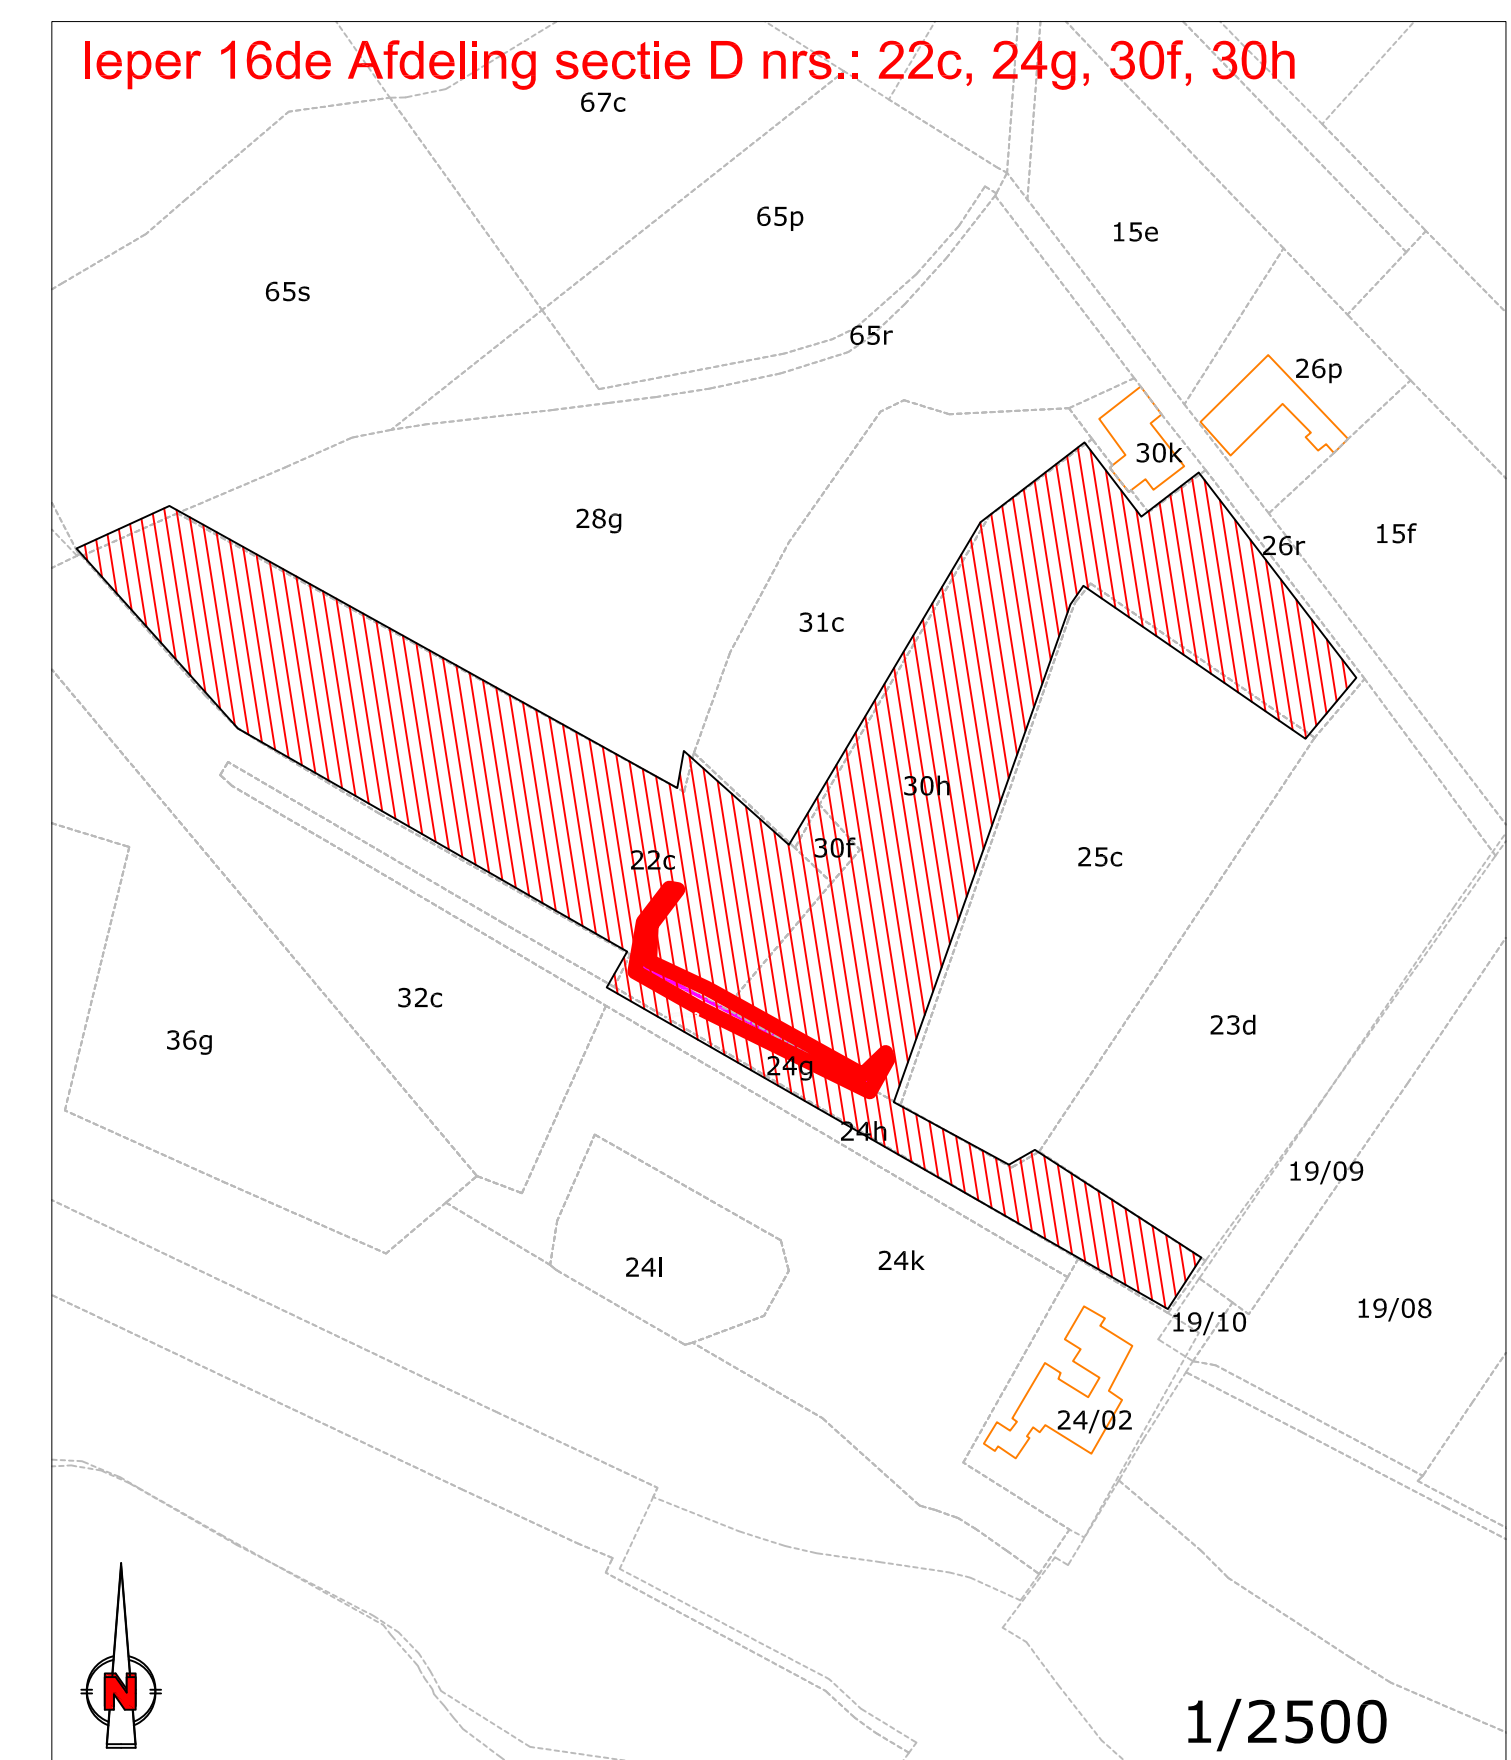 Ieper 16de Afdeling sectie D nrs.: 22c, 24g, 30f, 30h
67c
65p
15e
65s
65r
26p
30k
28g
15f
26r
31c
30h
30f
25c
22c
32c
23d
36g
24g
24h
19/09
24k
24l
19/08
19/10
24/02
N
1/2500